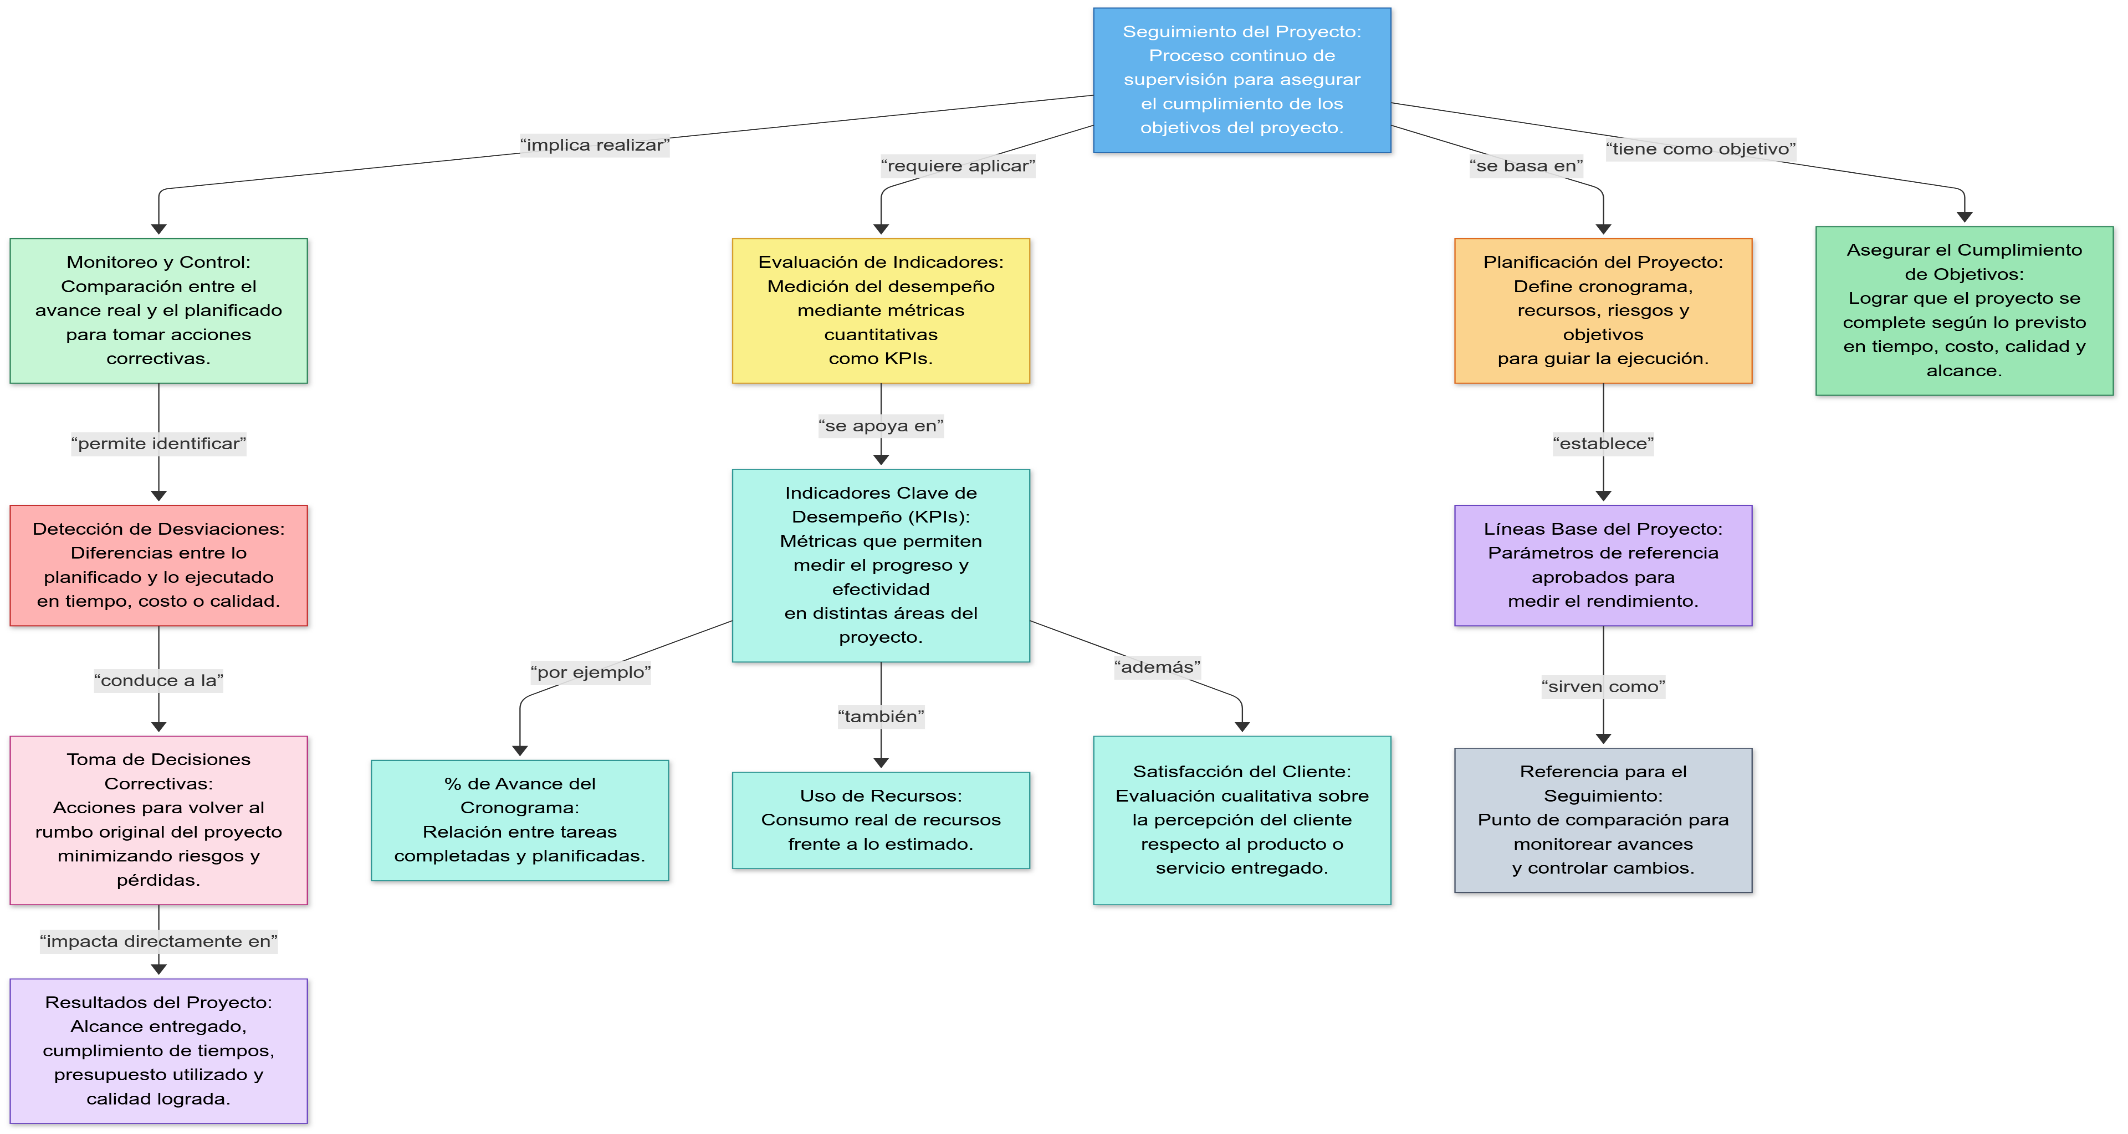 Seguimiento del Proyecto:
Proceso continuo de
supervisión para asegurar
el cumplimiento de los
objetivos del proyecto.
“implica realizar”
“requiere aplicar”
“se basa en”
“tiene como objetivo”
Monitoreo y Control:
Comparación entre el
avance real y el planificado
para tomar acciones
correctivas.
Evaluación de Indicadores:
Medición del desempeño
mediante métricas
cuantitativas
como KPIs.
Planificación del Proyecto:
Define cronograma,
recursos, riesgos y
objetivos
para guiar la ejecución.
Asegurar el Cumplimiento
de Objetivos:
Lograr que el proyecto se
complete según lo previsto
en tiempo, costo, calidad y
alcance.
“permite identificar”
“se apoya en”
“establece”
Detección de Desviaciones:
Diferencias entre lo
planificado y lo ejecutado
en tiempo, costo o calidad.
Indicadores Clave de
Desempeño (KPIs):
Métricas que permiten
medir el progreso y
efectividad
en distintas áreas del
proyecto.
Líneas Base del Proyecto:
Parámetros de referencia
aprobados para
medir el rendimiento.
“conduce a la”
“por ejemplo”
“también”
“además”
“sirven como”
Toma de Decisiones
Correctivas:
Acciones para volver al
rumbo original del proyecto
minimizando riesgos y
pérdidas.
% de Avance del
Cronograma:
Relación entre tareas
completadas y planificadas.
Uso de Recursos:
Consumo real de recursos
frente a lo estimado.
Satisfacción del Cliente:
Evaluación cualitativa sobre
la percepción del cliente
respecto al producto o
servicio entregado.
Referencia para el
Seguimiento:
Punto de comparación para
monitorear avances
y controlar cambios.
“impacta directamente en”
Resultados del Proyecto:
Alcance entregado,
cumplimiento de tiempos,
presupuesto utilizado y
calidad lograda.